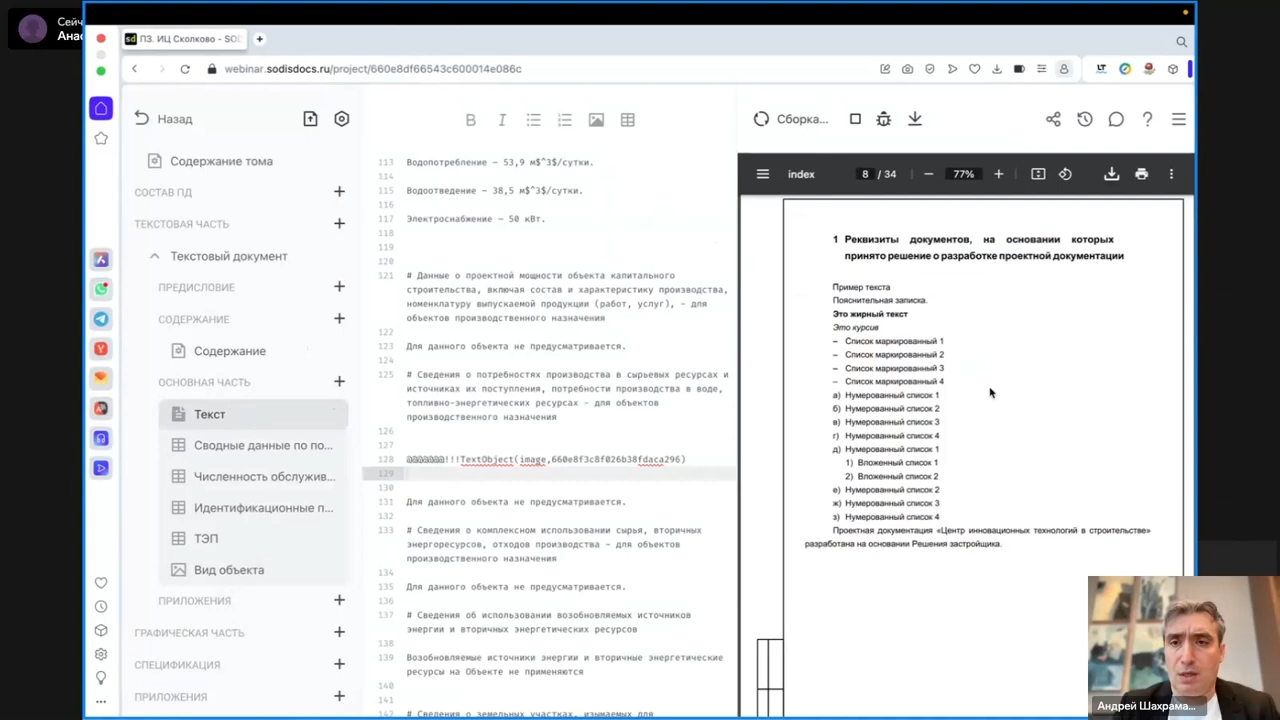 Сей
Анас
sd ПЗ. ИЦ Сколково - SO
webinar.sodisdocs.ru/project/660e8df66543c600014e086c
LT
Назад
Содержание тома
СОСТАВ ПД
ТЕКСТОВАЯ ЧАСТЬ
Текстовый документ
ПРЕДИСЛОВИЕ
СОДЕРЖАНИЕ
Содержание
ОСНОВНАЯ ЧАСТЬ
Текст
Сводные данные по по...
Численность обслужив...
Идентификационные п...
ТЭП
Вид объекта
ПРИЛОЖЕНИЯ
ГРАФИЧЕСКАЯ ЧАСТЬ
СПЕЦИФИКАЦИЯ
ПРИЛОЖЕНИЯ
B I
113 Водопотребление – 53,9 м$^3$/сутки.
114
115 Водоотведение – 38,5 м$^3$/сутки.
116
117 Электроснабжение – 50 кВт.
118
119
120
121 # Данные о проектной мощности объекта капитального
строительства, включая состав и характеристику производства,
номенклатуру выпускаемой продукции (работ, услуг), - для
объектов производственного назначения
122
123 Для данного объекта не предусматривается.
124
125 # Сведения о потребностях производства в сырьевых ресурсах и
источниках их поступления, потребности производства в воде,
топливно-энергетических ресурсах - для объектов
производственного назначения
126
127
128 @@@@@@@!!!TextObject(image,660e8f3c8f026b38fdaca296)
129
130
131 Для данного объекта не предусматривается.
132
133 # Сведения о комплексном использовании сырья, вторичных
энергоресурсов, отходов производства – для объектов
производственного назначения
134
135 Для данного объекта не предусматривается.
136
137 # Сведения об использовании возобновляемых источников
энергии и вторичных энергетических ресурсов
138
139 Возобновляемые источники энергии и вторичные энергетические
ресурсы на Объекте не применяются
140
141
142 # Сведения о земельных участках, изымаемых для
Сборка...
index 8 / 34 77%
1 Реквизиты документов, на основании которых
принято решение о разработке проектной документации
Пример текста
Пояснительная записка.
Это жирный текст
Это курсив
– Список маркированный 1
– Список маркированный 2
– Список маркированный 3
– Список маркированный 4
а) Нумерованный список 1
б) Нумерованный список 2
в) Нумерованный список 3
г) Нумерованный список 4
д) Нумерованный список 1
1) Вложенный список 1
2) Вложенный список 2
е) Нумерованный список 2
ж) Нумерованный список 3
з) Нумерованный список 4
Проектная документация «Центр инновационных технологий в строительстве»
разработана на основании Решения застройщика.
Андрей Шахрама...